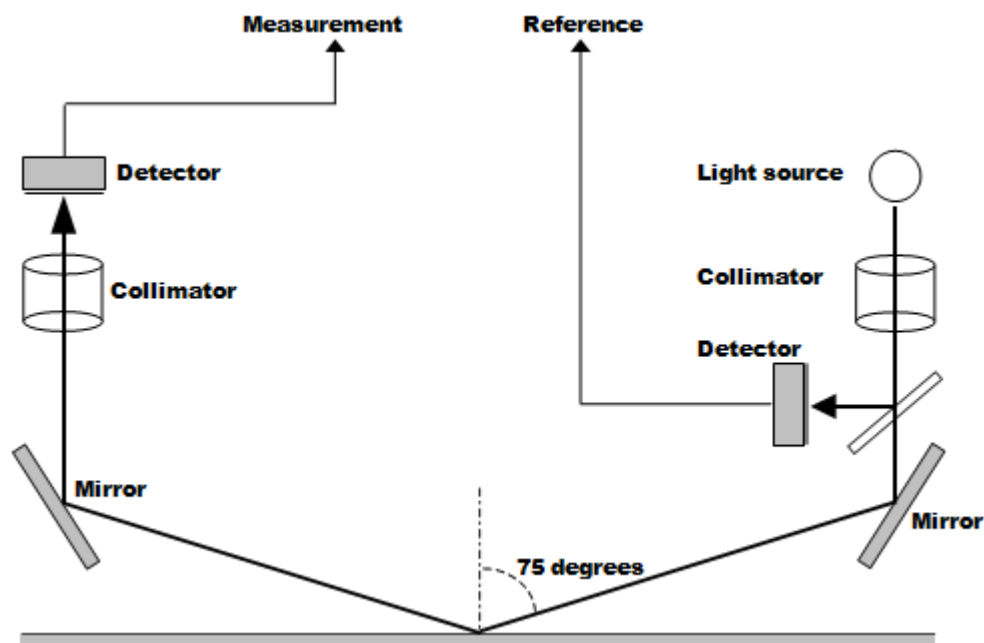 Measurement
Reference
Detector
Light source
Collimator
Collimator
Detector
Mirror
Mirror
75 degrees